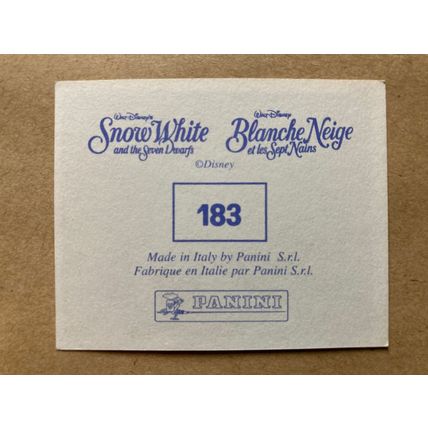 Walt Disney's
Snow White
and the Seven Dwarfs
Walt Disney
Blanche Neige
et les Sept Nains
©Disney
183
Made in Italy by Panini S.r.l.
Fabrique en Italie par Panini S.r.l.
PANINI